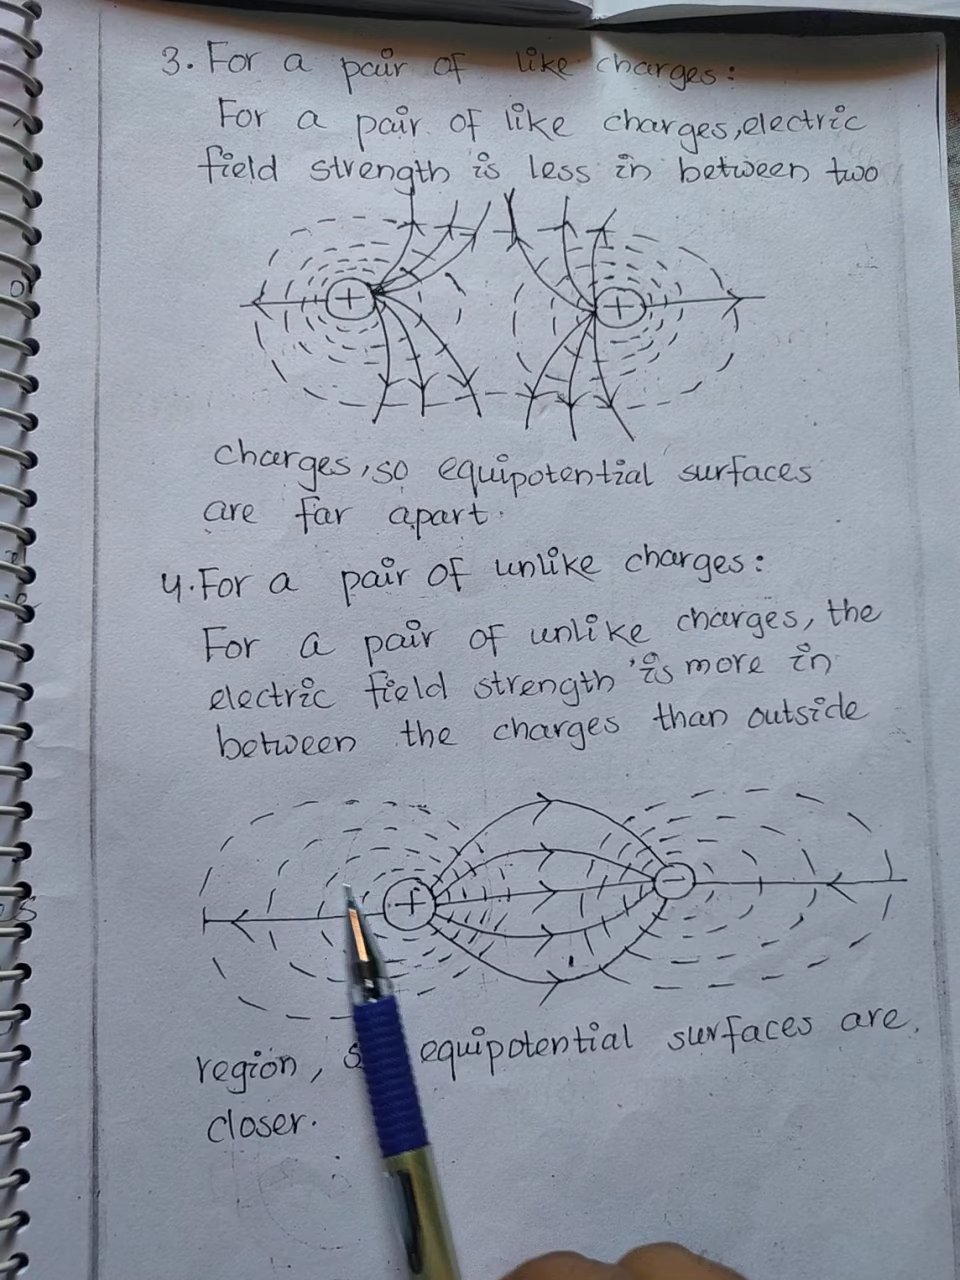 3. For a pair of like charges:
For a pair of like charges, electric
field strength is less in between two
+
+
charges, so equipotential surfaces
are far apart.
4. For a pair of unlike charges:
For a pair of unlike charges, the
electric field strength is more in
between the charges than outside
+
-
region, equipotential surfaces are
closer.